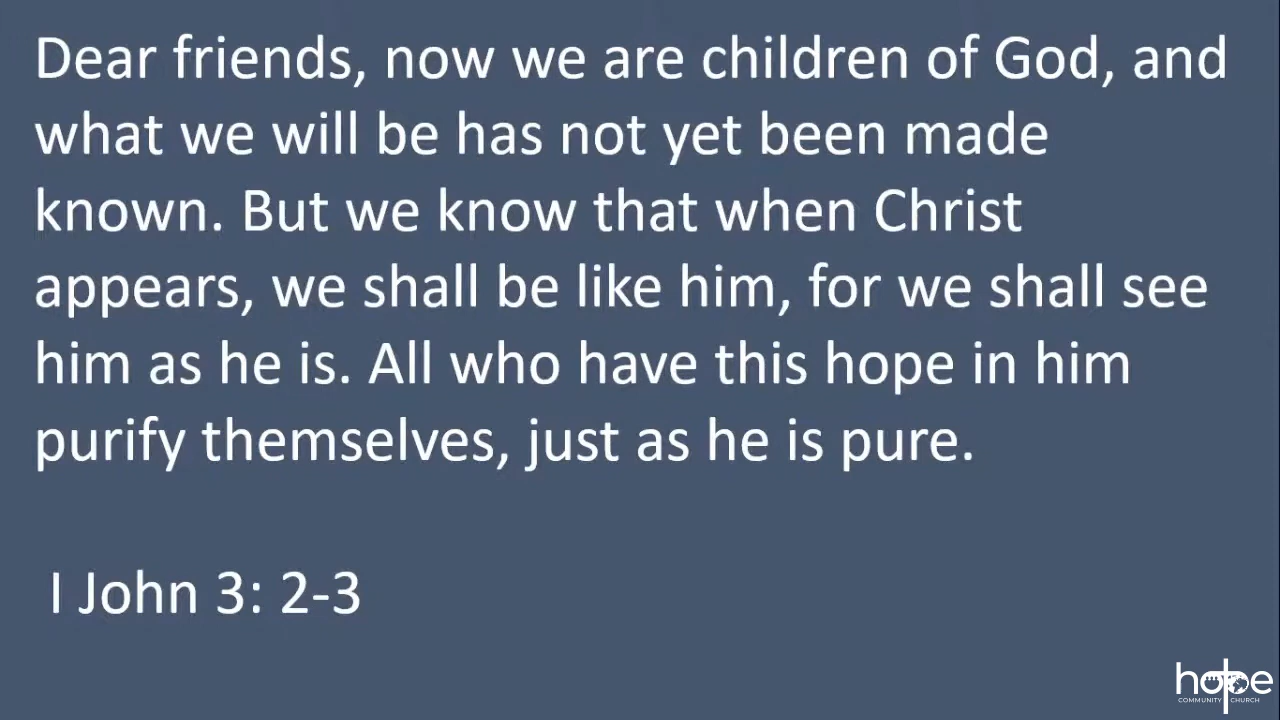 Dear friends, now we are children of God, and
what we will be has not yet been made
known. But we know that when Christ
appears, we shall be like him, for we shall see
him as he is. All who have this hope in him
purify themselves, just as he is pure.
I John 3: 2-3
hope
COMMUNITY CHURCH